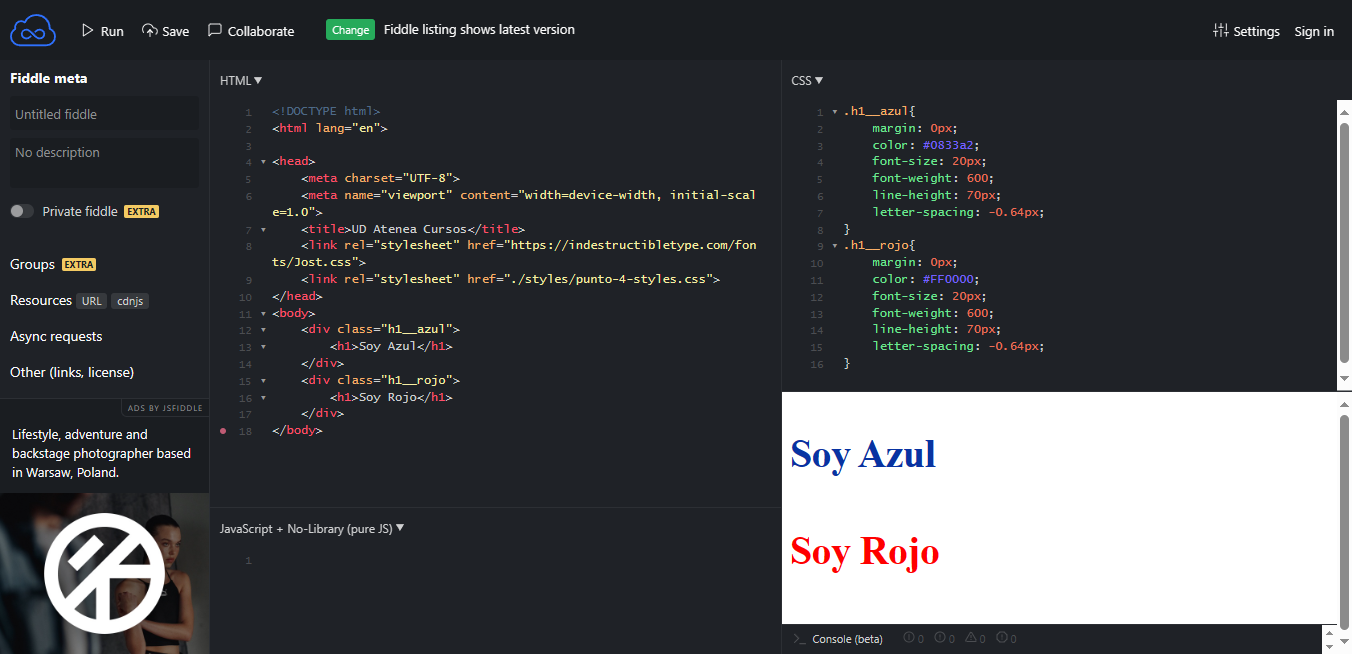 Run
Save
Collaborate
Change
Fiddle listing shows latest version
Settings
Sign in
Fiddle meta
Untitled fiddle
No description
Private fiddle EXTRA
Groups EXTRA
Resources URL cdnjs
Async requests
Other (links, license)
ADS BY JSFIDDLE
Lifestyle, adventure and
backstage photographer based
in Warsaw, Poland.
HTML ▼
1 <!DOCTYPE html>
2 <html lang="en">
3
4 <head>
5 <meta charset="UTF-8">
6 <meta name="viewport" content="width=device-width, initial-scal
e=1.0">
7 <title>UD Atenea Cursos</title>
8 <link rel="stylesheet" href="https://indestructibletype.com/fon
ts/Jost.css">
9 <link rel="stylesheet" href="./styles/punto-4-styles.css">
10 </head>
11 <body>
12 <div class="h1__azul">
13 <h1>Soy Azul</h1>
14 </div>
15 <div class="h1__rojo">
16 <h1>Soy Rojo</h1>
17 </div>
18 </body>
JavaScript + No-Library (pure JS) ▼
1
CSS ▼
1 .h1__azul{
2 margin: 0px;
3 color: #0833a2;
4 font-size: 20px;
5 font-weight: 600;
6 line-height: 70px;
7 letter-spacing: -0.64px;
8 }
9 .h1__rojo{
10 margin: 0px;
11 color: #FF0000;
12 font-size: 20px;
13 font-weight: 600;
14 line-height: 70px;
15 letter-spacing: -0.64px;
16 }
Soy Azul
Soy Rojo
>_ Console (beta) 0 0 0 0